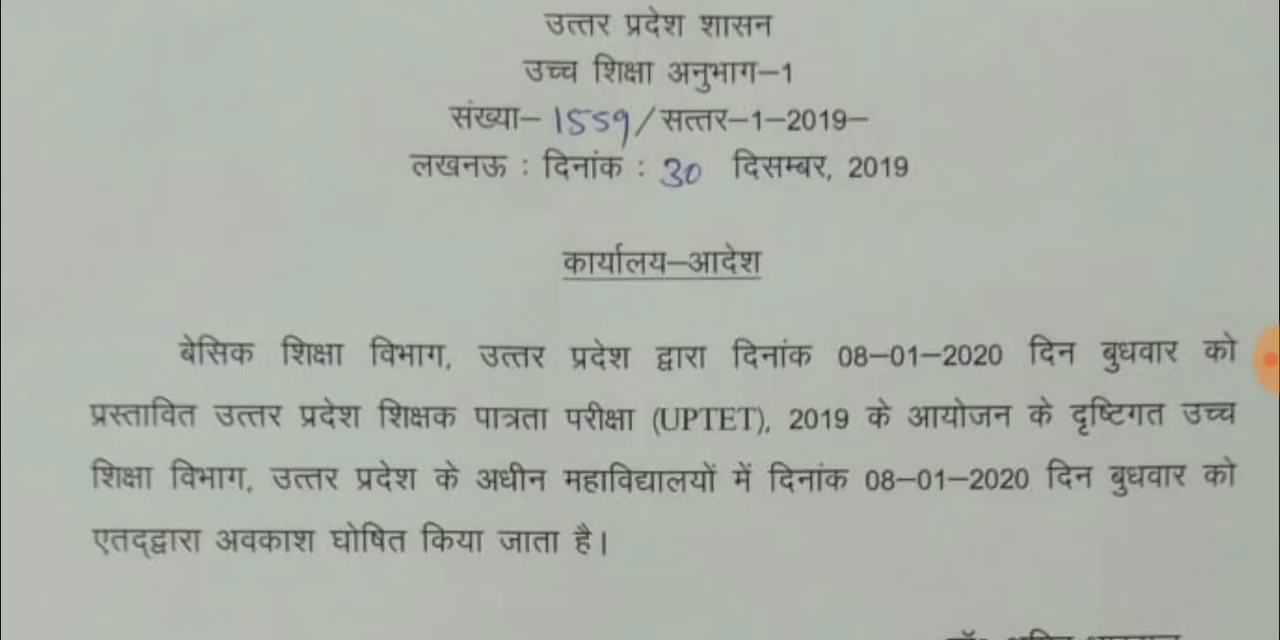 उत्तर प्रदेश शासन
उच्च शिक्षा अनुभाग–1
संख्या– 1559/सत्तर–1–2019–
लखनऊ : दिनांक : 30 दिसम्बर, 2019
कार्यालय–आदेश
बेसिक शिक्षा विभाग, उत्तर प्रदेश द्वारा दिनांक 08–01–2020 दिन बुधवार को
प्रस्तावित उत्तर प्रदेश शिक्षक पात्रता परीक्षा (UPTET), 2019 के आयोजन के दृष्टिगत उच्च
शिक्षा विभाग, उत्तर प्रदेश के अधीन महाविद्यालयों में दिनांक 08–01–2020 दिन बुधवार को
एतद्द्वारा अवकाश घोषित किया जाता है।